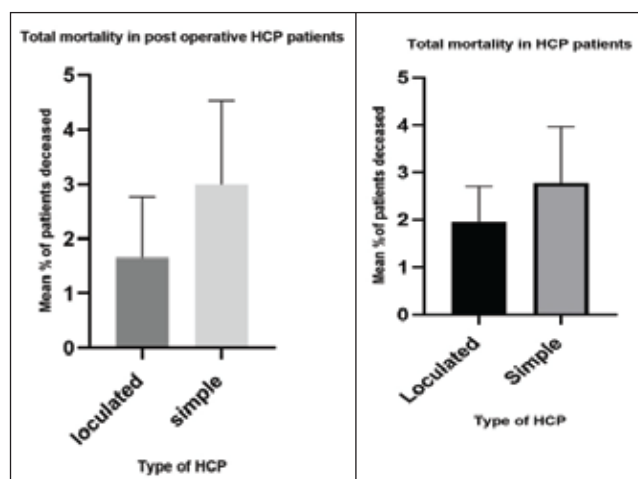 Total mortality in post operative HCP patients
5
4
3
2
1
0
Mean % of patients deceased
loculated
simple
Type of HCP
Total mortality in HCP patients
5
4
3
2
1
0
Mean % of patients deceased
Loculated
Simple
Type of HCP